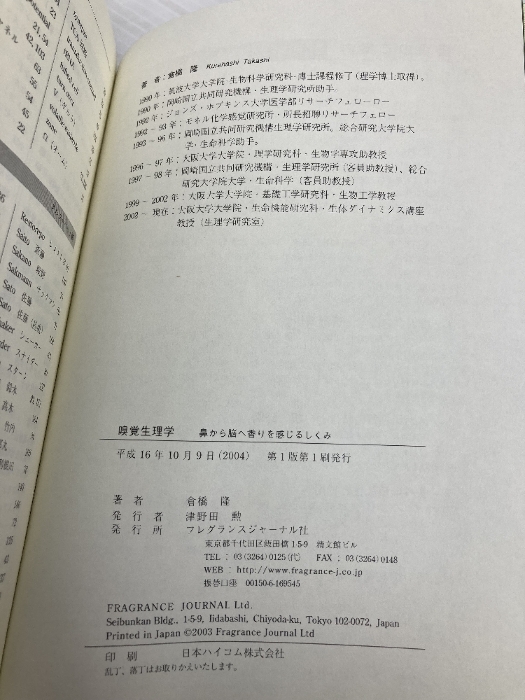 著者：倉橋 隆 Kurahashi Takashi
1990年：筑波大学大学院・生物科学研究科・博士課程修了（理学博士取得）。
1990年：岡崎国立共同研究機構・生理学研究所助手
1992年：ジョンズ・ホプキンス大学医学部リサーチフェローロー
1992 − 93年：モネル化学感覚研究所・所長招聘リサーチフェロー
1993 − 96年：岡崎国立共同研究機構生理学研究所。総合研究大学院大
学・生命科学助手。
1996 − 97年：大阪大学大学院・理学研究科・生物学専攻助教授
1997 − 98年：岡崎国立共同研究機構・生理学研究所（客員助教授）、総合
研究大学院大学・生命科学（客員助教授）
1999 − 2002年：大阪大学大学院・基礎工学研究科・生物工学教授
2002 − 現在：大阪大学大学院・生命機能研究科・生体ダイナミクス講座
教授（生理学研究室）
嗅覚生理学 鼻から脳へ香りを感じるしくみ
平成16年10月9日(2004) 第1版第1刷発行
著者 倉橋 隆
発行者 津野田 勲
発行所 フレグランスジャーナル社
東京都千代田区飯田橋1-5-9 精文館ビル
TEL：03(3264)0125(代) FAX：03(3264)0148
WEB：http://www.fragrance-j.co.jp
振替口座 00150-6-169545
FRAGRANCE JOURNAL Ltd.
Seibunkan Bldg., 1-5-9, Iidabashi, Chiyoda-ku, Tokyo 102-0072, Japan
Printed in Japan ©2003 Fragrance Journal Ltd
印刷 日本ハイコム株式会社
乱丁、落丁はお取りかえいたします。
Sato 佐藤
鈴木
高木
竹内